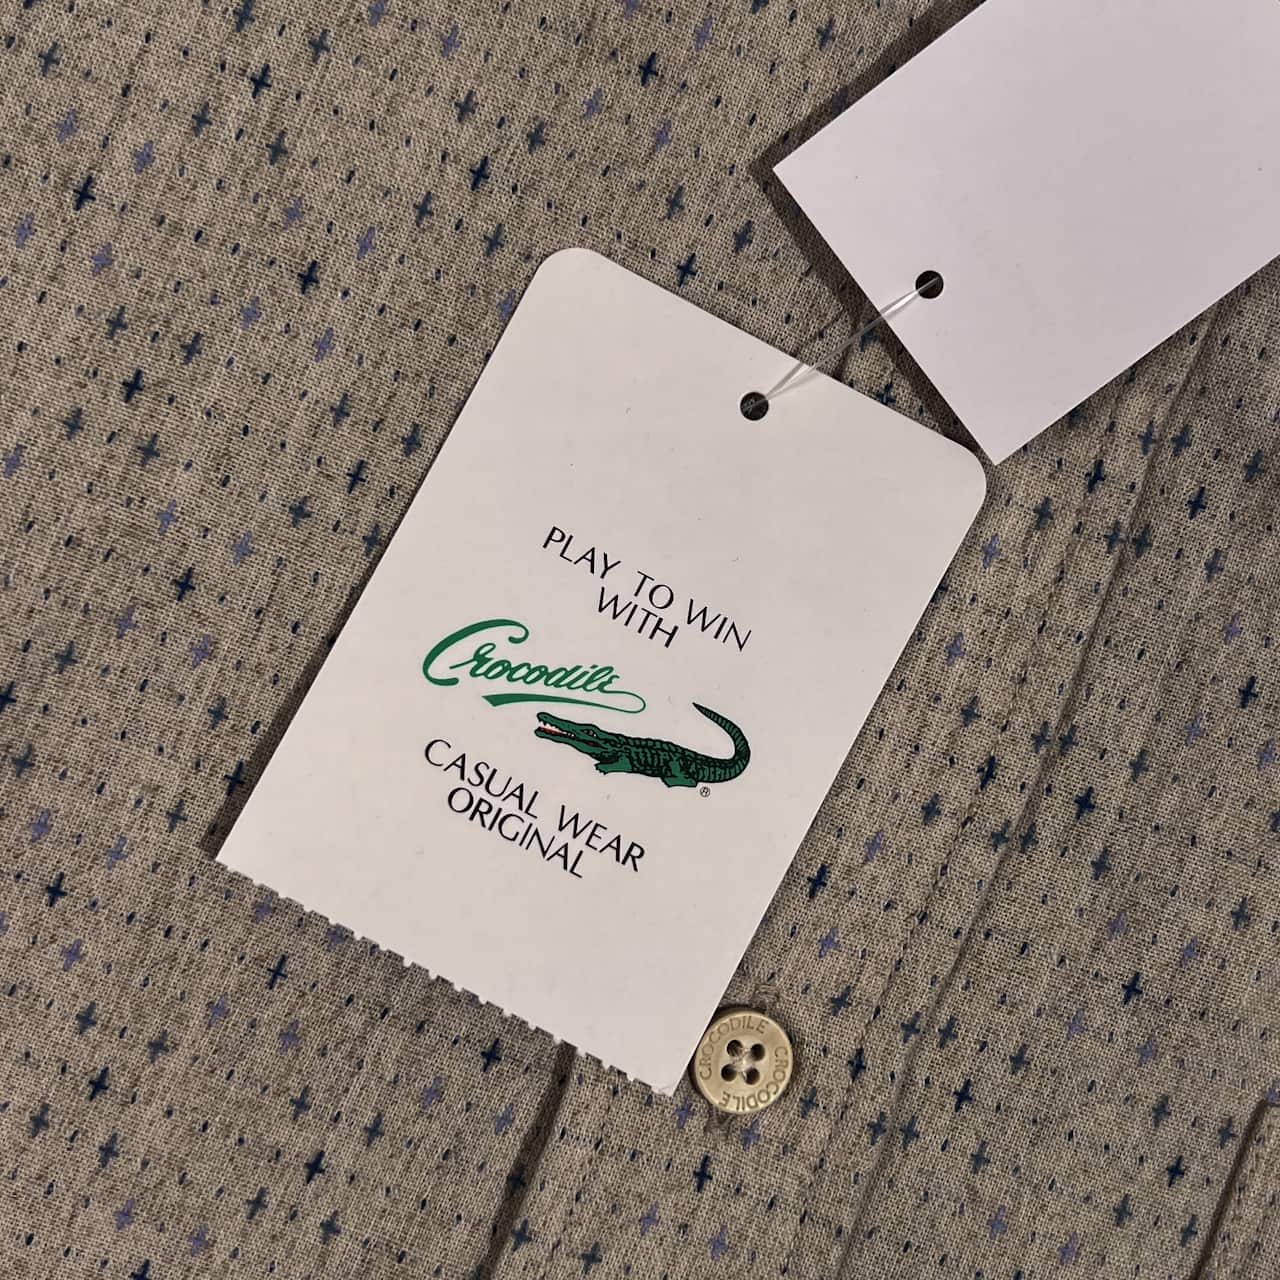 PLAY TO WIN
WITH
Crocodile
®
CASUAL WEAR
ORIGINAL
CROCODILE CROCODILE